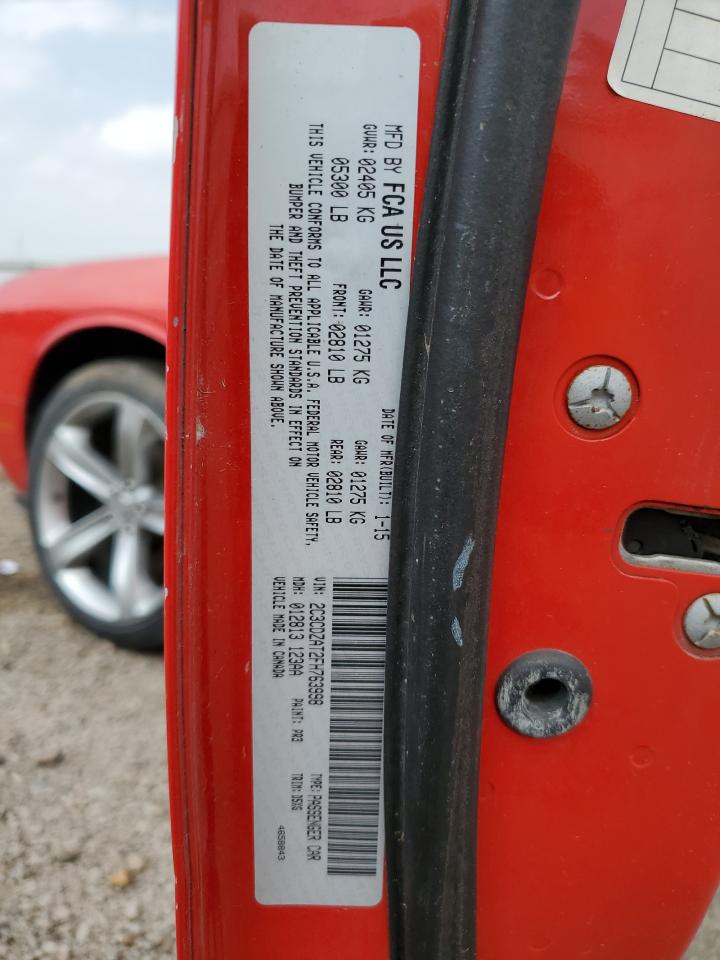 MFD BY FCA US LLC
DATE OF MFR(BUILT): 1-15
GVWR: 02405 KG
GAWR: 01275 KG
GAWR: 01275 KG
05300 LB
FRONT: 02810 LB
REAR: 02810 LB
THIS VEHICLE CONFORMS TO ALL APPLICABLE U.S.A. FEDERAL MOTOR VEHICLE SAFETY,
BUMPER AND THEFT PREVENTION STANDARDS IN EFFECT ON
THE DATE OF MANUFACTURE SHOWN ABOVE.
VIN: 2C3CDZAT2FH763998
TYPE: PASSENGER CAR
MDH: 012813 123AA
PAINT: PR3
TRIM: D5XG
VEHICLE MADE IN CANADA
4658843